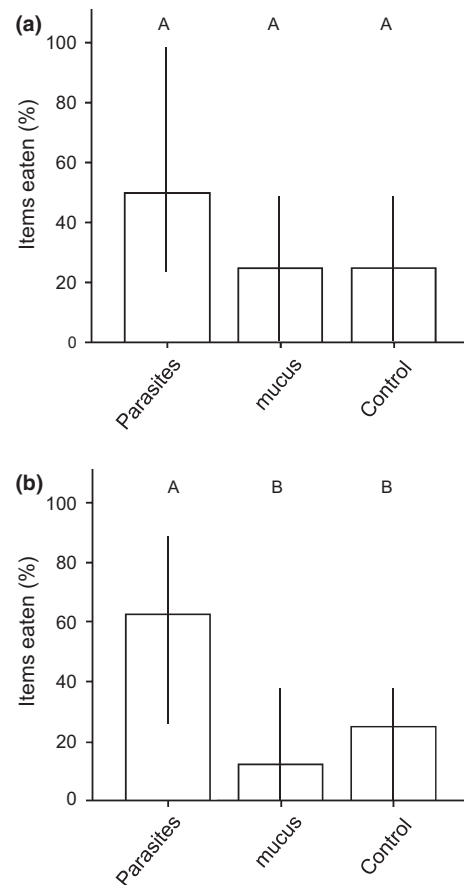 (a)
A A A
100
80
60
40
20
0
Items eaten (%)
Parasites mucus Control
(b)
A B B
100
80
60
40
20
0
Items eaten (%)
Parasites mucus Control